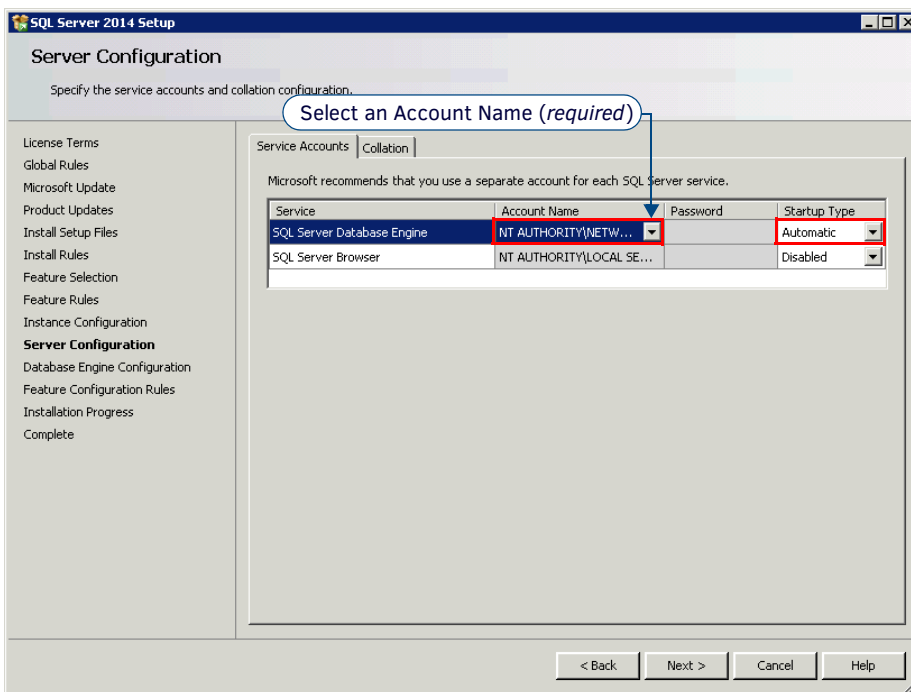 SQL Server 2014 Setup
Server Configuration
Specify the service accounts and collation configuration.
Select an Account Name (required)
License Terms
Global Rules
Microsoft Update
Product Updates
Install Setup Files
Install Rules
Feature Selection
Feature Rules
Instance Configuration
Server Configuration
Database Engine Configuration
Feature Configuration Rules
Installation Progress
Complete
Service Accounts Collation
Microsoft recommends that you use a separate account for each SQL Server service.
Service Account Name Password Startup Type
SQL Server Database Engine NT AUTHORITY\NETW... Automatic
SQL Server Browser NT AUTHORITY\LOCAL SE... Disabled
< Back Next > Cancel Help